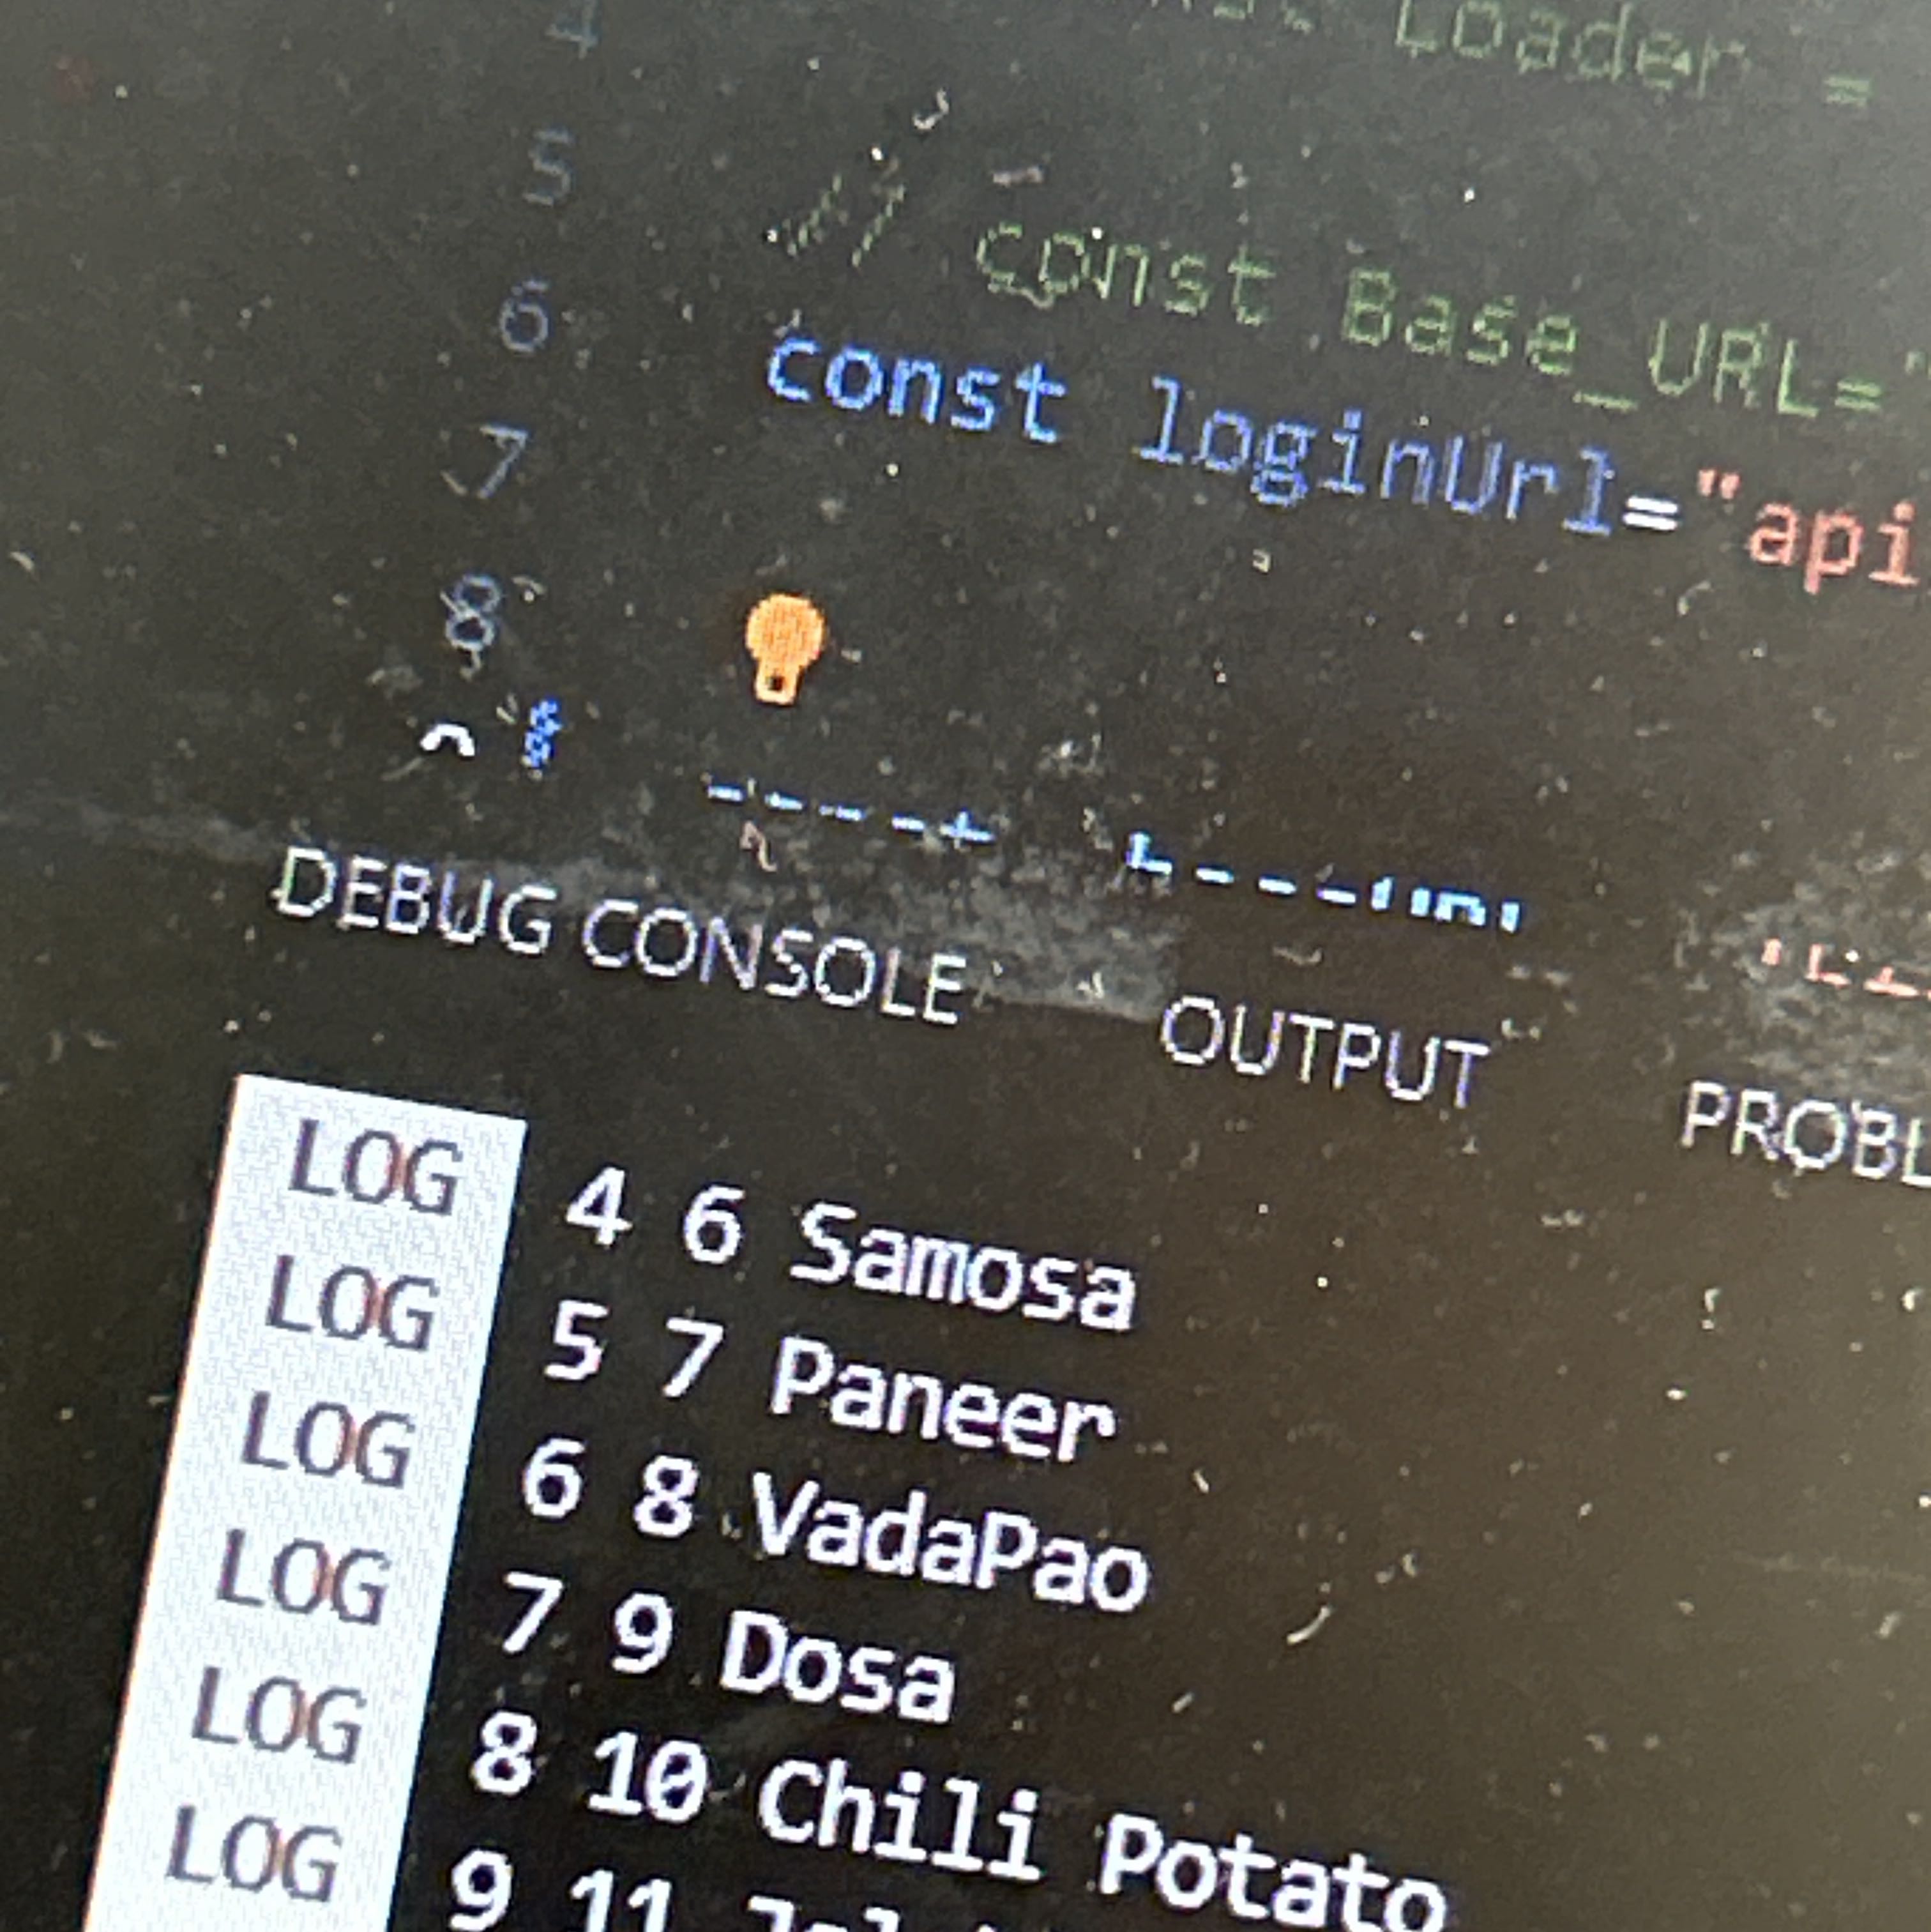 4 Loader =
5 // const Base_URL="
6 const loginUrl="api
7
8
DEBUG CONSOLE OUTPUT PROBL
LOG 4 6 Samosa
LOG 5 7 Paneer
LOG 6 8 VadaPao
LOG 7 9 Dosa
LOG 8 10 Chili Potato
LOG 9 11